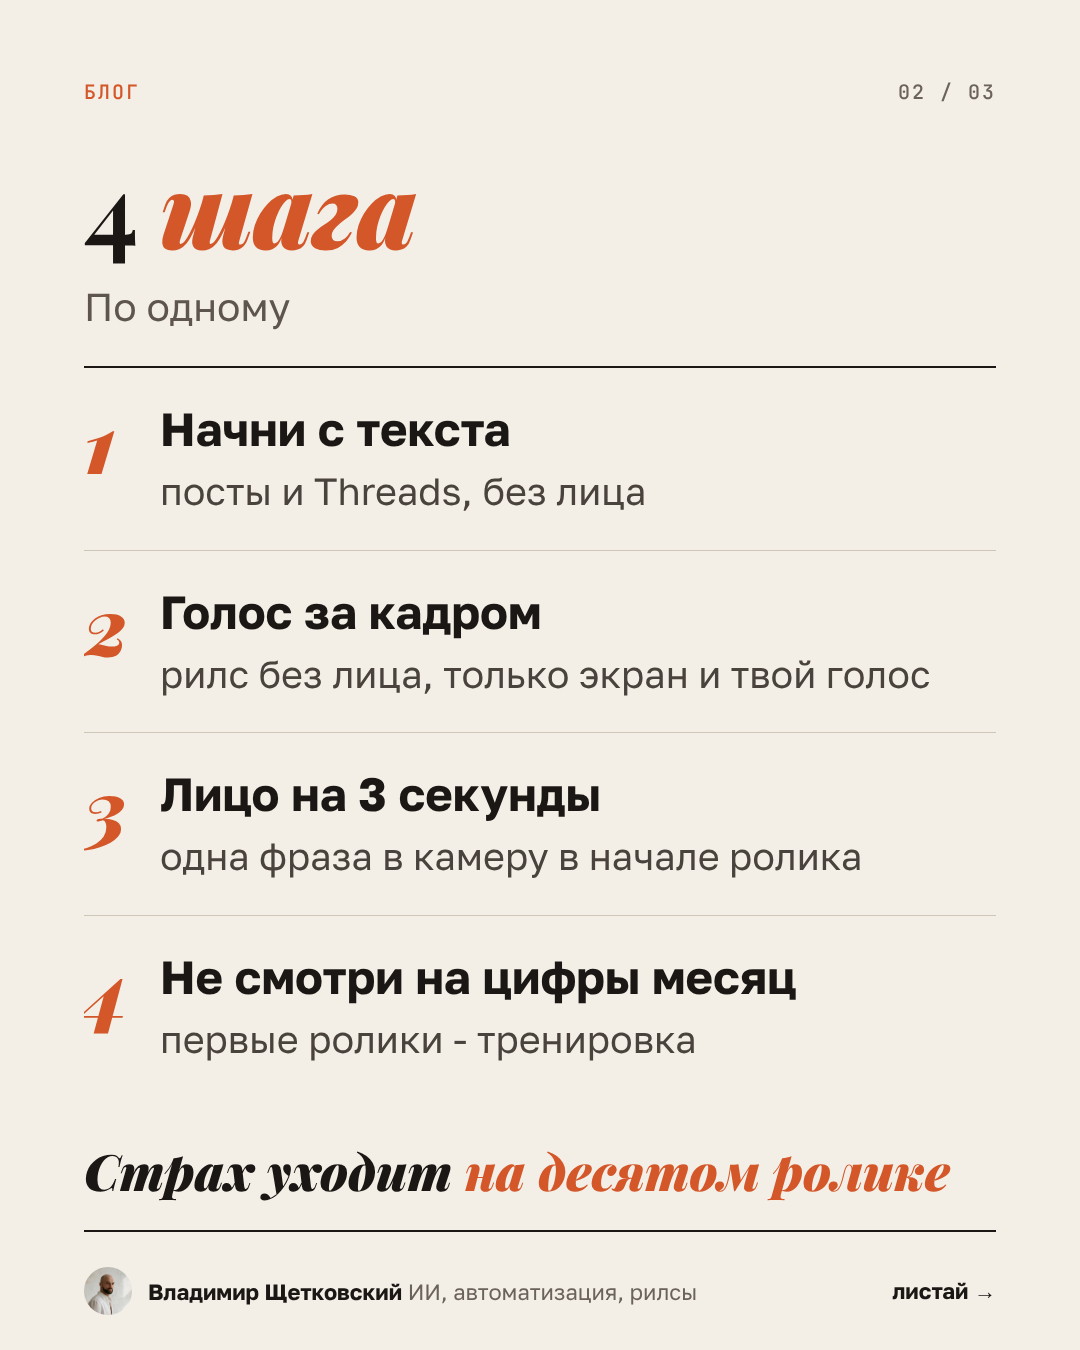 БЛОГ
02 / 03
4 шага
По одному
1
Начни с текста
посты и Threads, без лица
2
Голос за кадром
рилс без лица, только экран и твой голос
3
Лицо на 3 секунды
одна фраза в камеру в начале ролика
4
Не смотри на цифры месяц
первые ролики - тренировка
Страх уходит на десятом ролике
Владимир Щетковский ИИ, автоматизация, рилсы
листай →